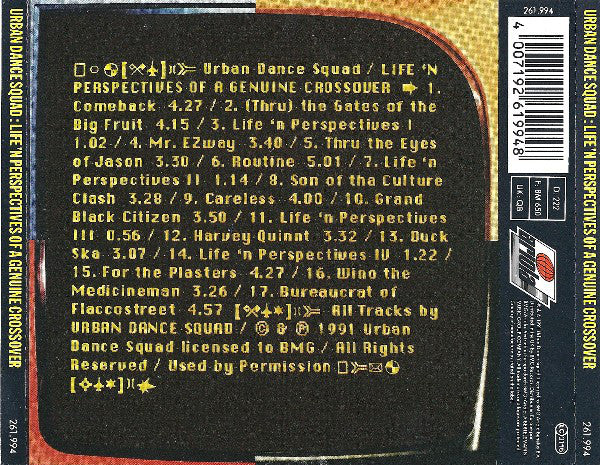 URBAN DANCE SQUAD : LIFE 'N PERSPECTIVES OF A GENUINE CROSSOVER
261.994
Urban Dance Squad / LIFE 'N
PERSPECTIVES OF A GENUINE CROSSOVER ➨ 1.
Comeback 4.27 / 2. (Thru) the Gates of the
Big Fruit 4.15 / 3. Life 'n Perspectives I
1.02 / 4. Mr. EZway 3.40 / 5. Thru the Eyes
of Jason 3.30 / 6. Routine 5.01 / 7. Life 'n
Perspectives II 1.14 / 8. Son of tha Culture
Clash 3.28 / 9. Careless 4.00 / 10. Grand
Black Citizen 3.50 / 11. Life 'n Perspectives
III 0.56 / 12. Harvey Quinnt 3.32 / 13. Duck
Ska 3.07 / 14. Life 'n Perspectives IV 1.22 /
15. For the Plasters 4.27 / 16. Wino the
Medicineman 3.26 / 17. Bureaucrat of
Flaccostreet 4.57 All Tracks by
URBAN DANCE SQUAD / © & ℗ 1991 Urban
Dance Squad licensed to BMG / All Rights
Reserved / Used by Permission
261.994
4 007192 619948
D: 222
F: BM 650
UK: QB
URBAN DANCE SQUAD : LIFE 'N PERSPECTIVES OF A GENUINE CROSSOVER
261.994